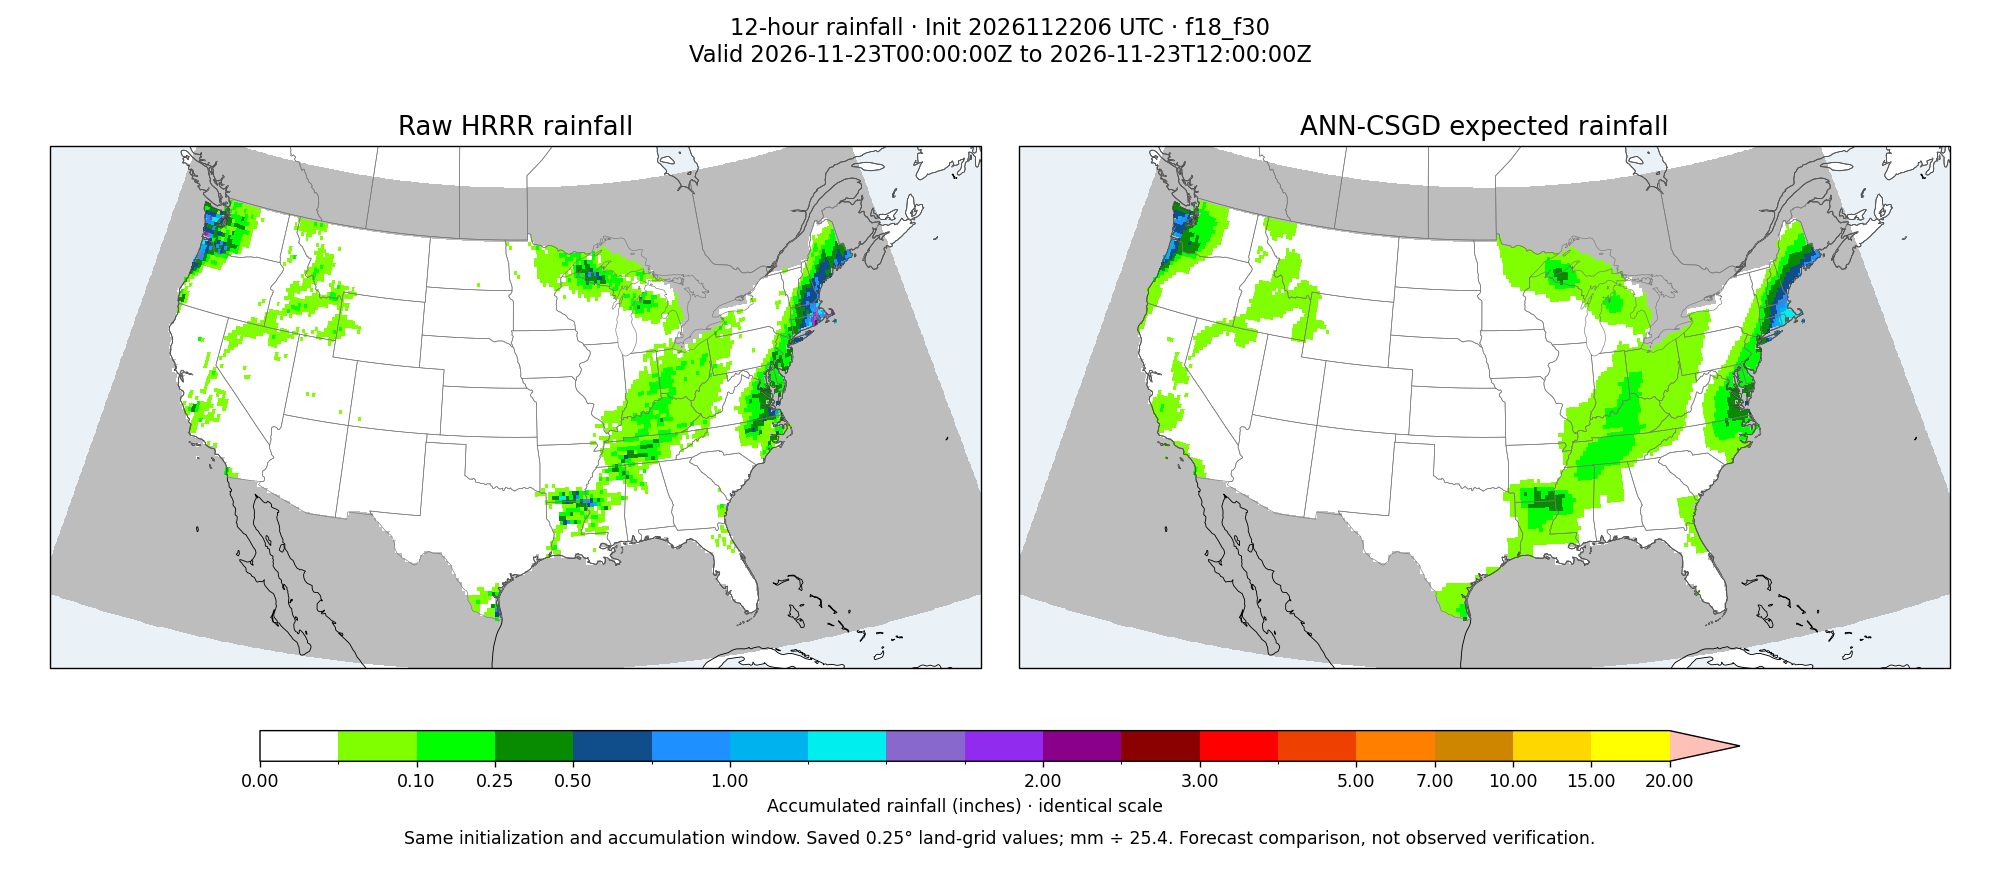 12-hour rainfall · Init 2026112206 UTC · f18_f30
Valid 2026-11-23T00:00:00Z to 2026-11-23T12:00:00Z
Raw HRRR rainfall
ANN-CSGD expected rainfall
0.00 0.10 0.25 0.50 1.00 2.00 3.00 5.00 7.00 10.00 15.00 20.00
Accumulated rainfall (inches) · identical scale
Same initialization and accumulation window. Saved 0.25° land-grid values; mm ÷ 25.4. Forecast comparison, not observed verification.